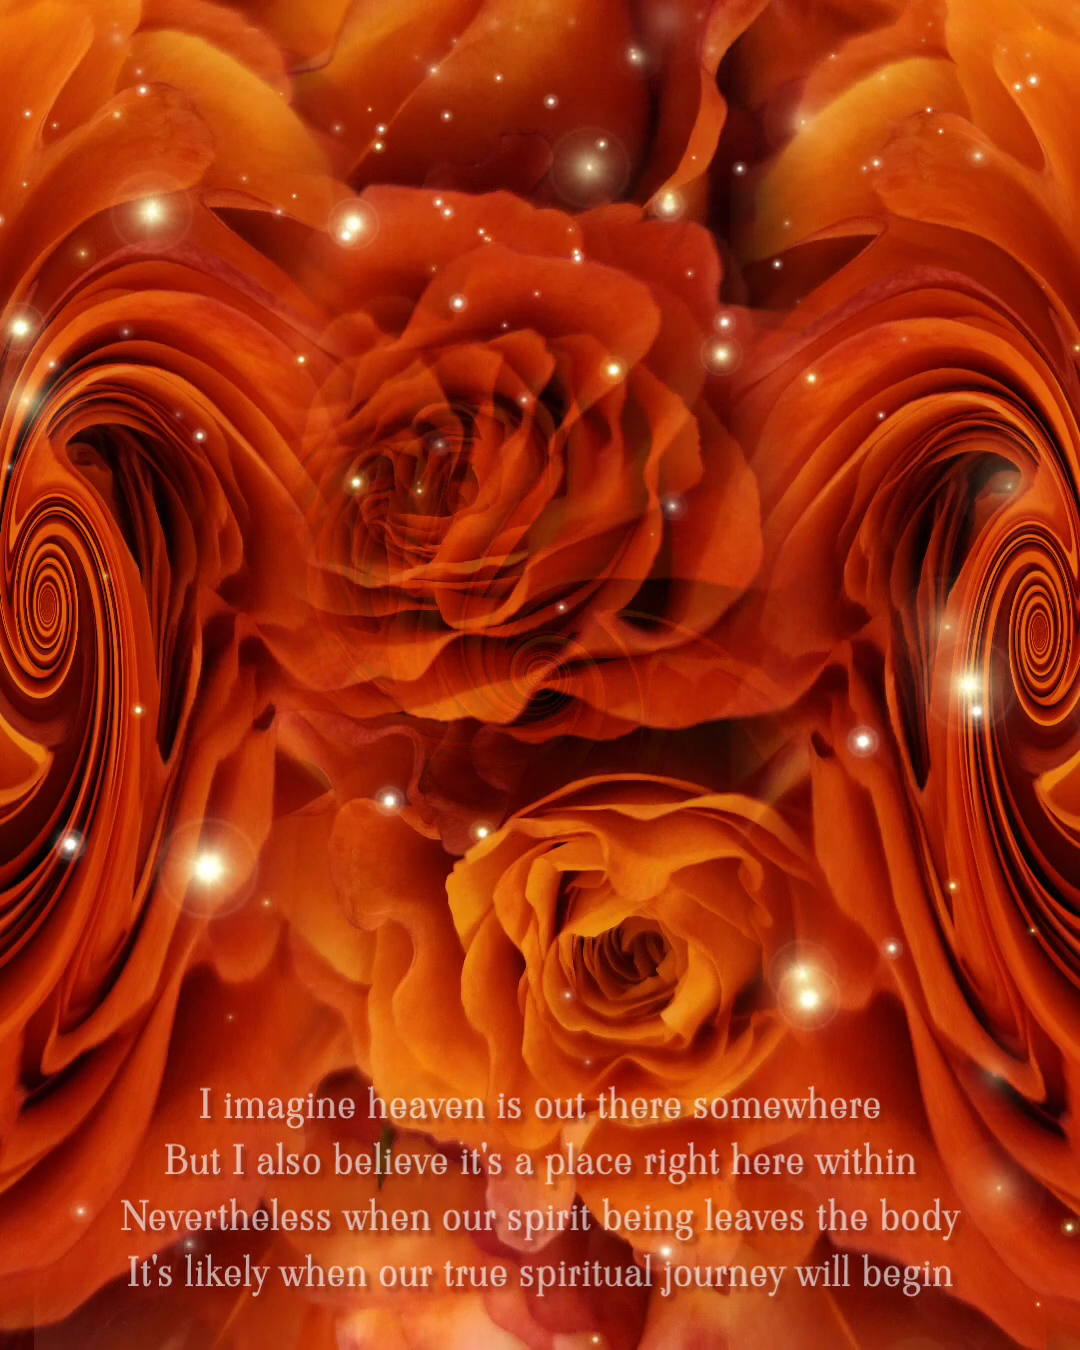 I imagine heaven is out there somewhere
But I also believe it's a place right here within
Nevertheless when our spirit being leaves the body
It's likely when our true spiritual journey will begin